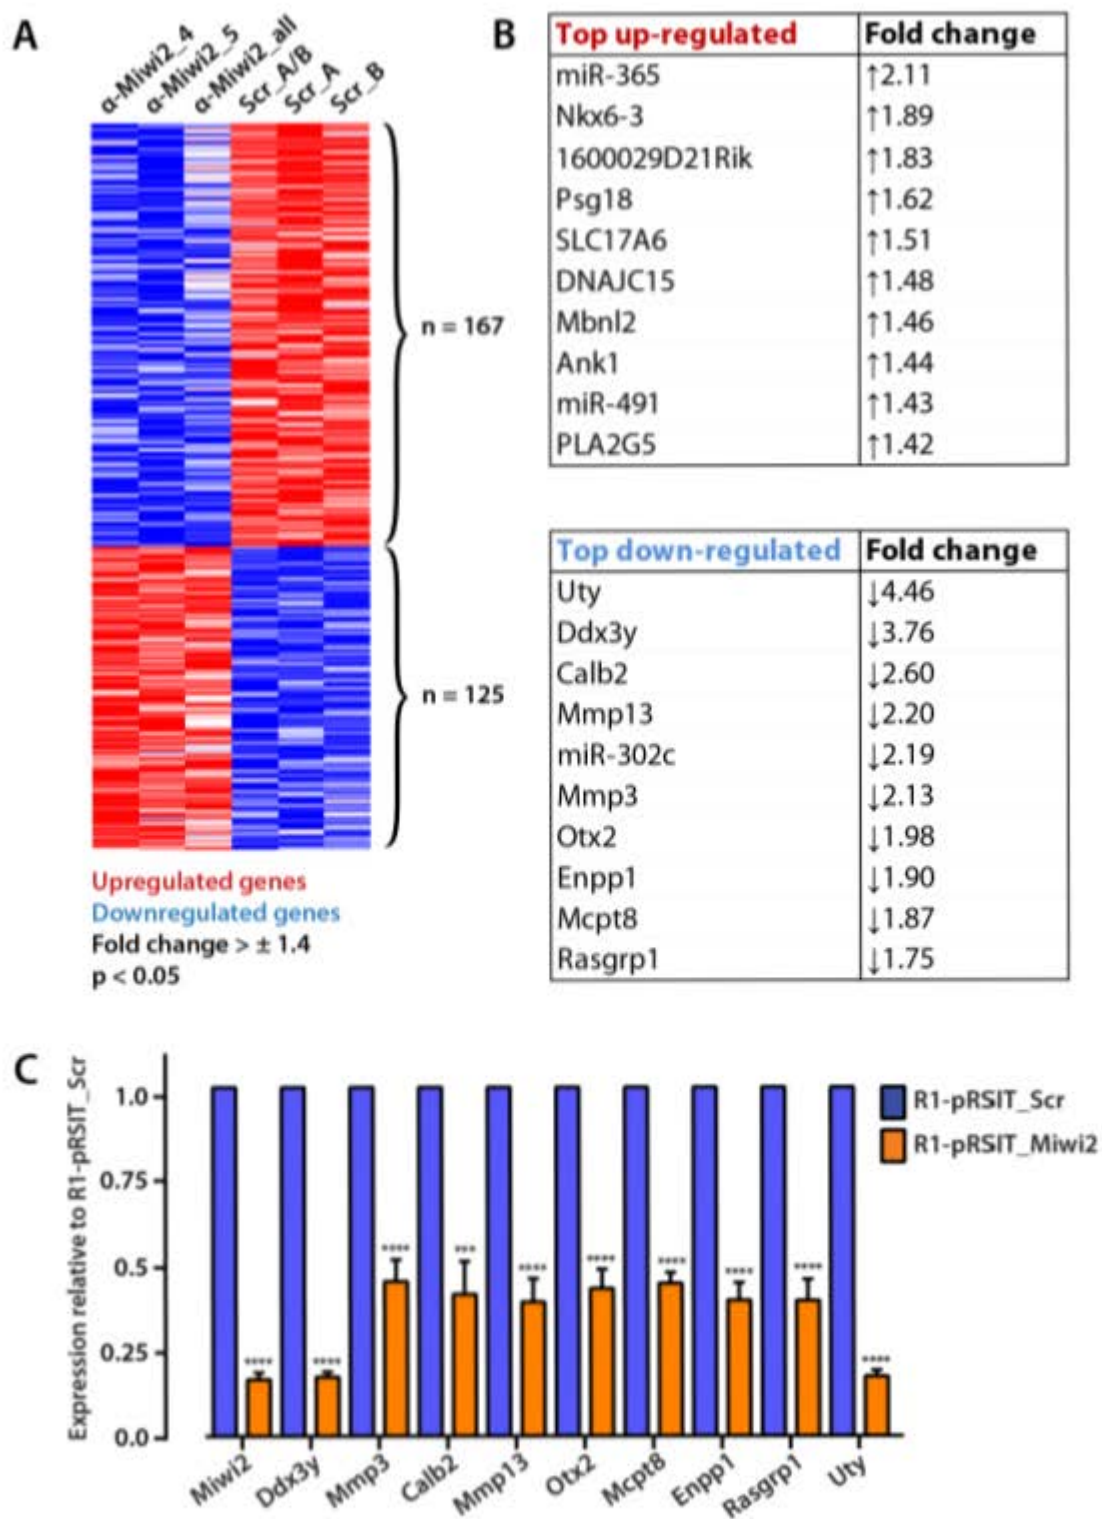 A
α-Miwi2_4
α-Miwi2_5
α-Miwi2_all
Scr_A/B
Scr_A
Scr_B
n = 167
n = 125
Upregulated genes
Downregulated genes
Fold change > ± 1.4
p < 0.05
B
Top up-regulated Fold change
miR-365 ↑2.11
Nkx6-3 ↑1.89
1600029D21Rik ↑1.83
Psg18 ↑1.62
SLC17A6 ↑1.51
DNAJC15 ↑1.48
Mbnl2 ↑1.46
Ank1 ↑1.44
miR-491 ↑1.43
PLA2G5 ↑1.42
Top down-regulated Fold change
Uty ↓4.46
Ddx3y ↓3.76
Calb2 ↓2.60
Mmp13 ↓2.20
miR-302c ↓2.19
Mmp3 ↓2.13
Otx2 ↓1.98
Enpp1 ↓1.90
Mcpt8 ↓1.87
Rasgrp1 ↓1.75
C
Expression relative to R1-pRSIT_Scr
1.0
0.75
0.5
0.25
0.0
**** **** **** *** **** **** **** **** **** ****
Miwi2 Ddx3y Mmp3 Calb2 Mmp13 Otx2 Mcpt8 Enpp1 Rasgrp1 Uty
R1-pRSIT_Scr
R1-pRSIT_Miwi2